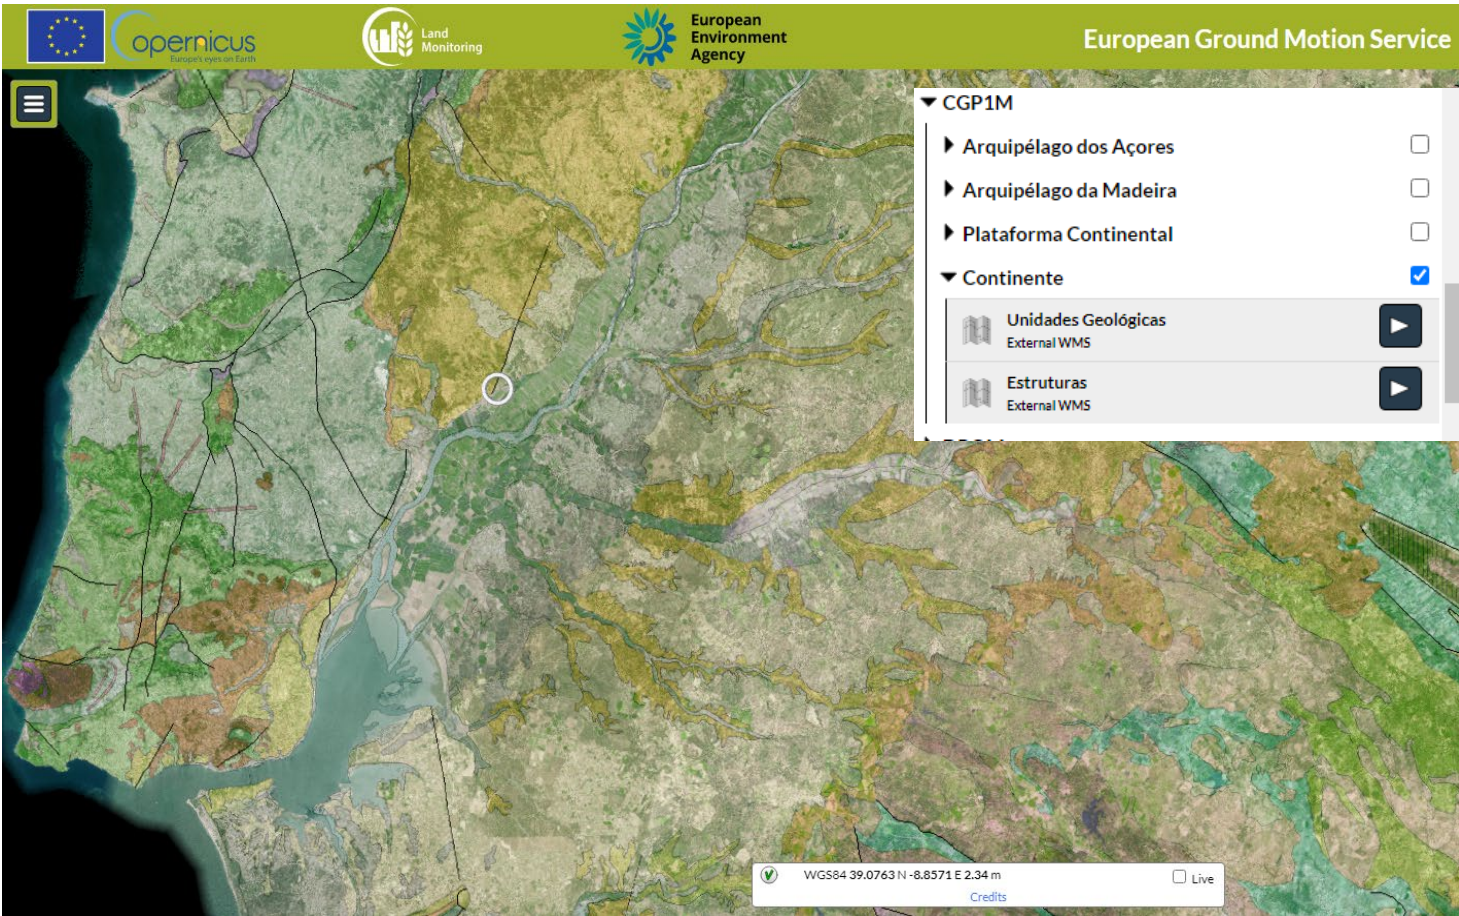 opernicus
Europe's eyes on Earth
Land
Monitoring
European
Environment
Agency
European Ground Motion Service
CGP1M
Arquipélago dos Açores
Arquipélago da Madeira
Plataforma Continental
Continente
Unidades Geológicas
External WMS
Estruturas
External WMS
WGS84 39.0763 N -8.8571 E 2.34 m
Live
Credits